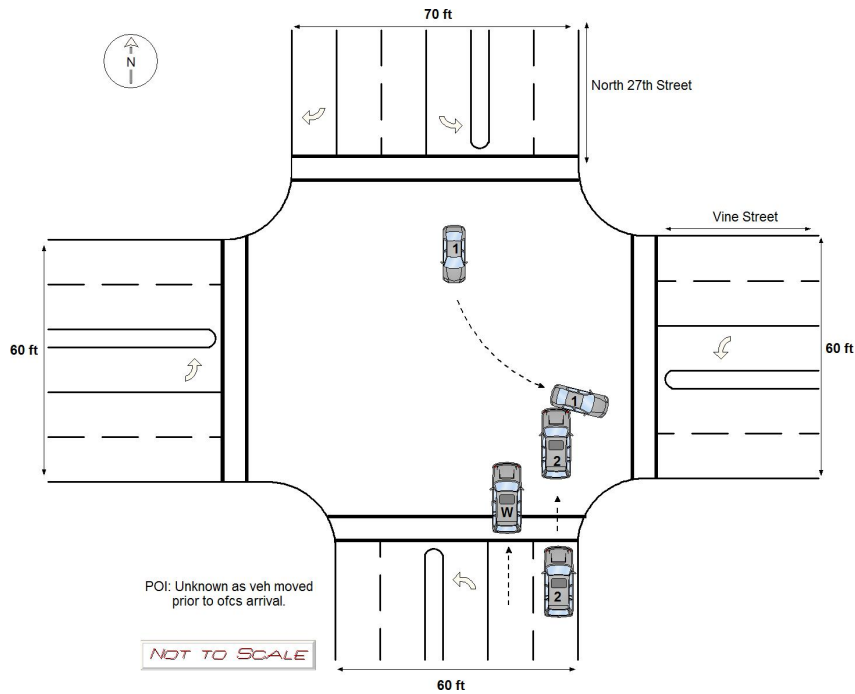 70 ft
N
North 27th Street
1
Vine Street
60 ft
60 ft
1
2
W
2
POI: Unknown as veh moved
prior to ofcs arrival.
NOT TO SCALE
60 ft